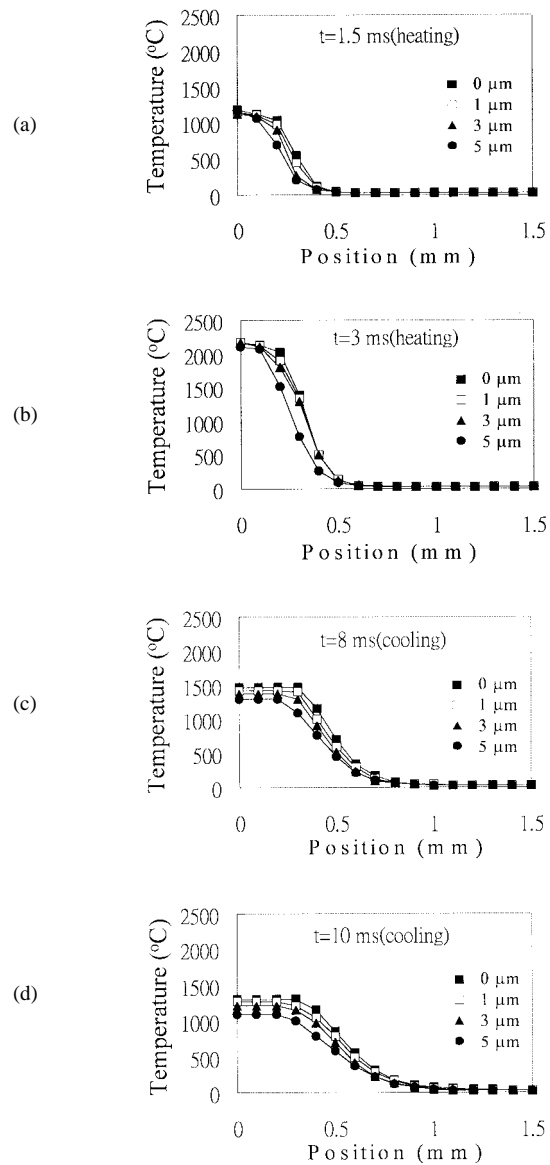 (a)
Temperature (°C)
2500
2000
1500
1000
500
0
t=1.5 ms(heating)
0 μm
1 μm
3 μm
5 μm
0
0.5
1
1.5
Position (mm)
(b)
Temperature (°C)
2500
2000
1500
1000
500
0
t=3 ms(heating)
0 μm
1 μm
3 μm
5 μm
0
0.5
1
1.5
Position (mm)
(c)
Temperature (°C)
2500
2000
1500
1000
500
0
t=8 ms(cooling)
0 μm
1 μm
3 μm
5 μm
0
0.5
1
1.5
Position (mm)
(d)
Temperature (°C)
2500
2000
1500
1000
500
0
t=10 ms(cooling)
0 μm
1 μm
3 μm
5 μm
0
0.5
1
1.5
Position (mm)